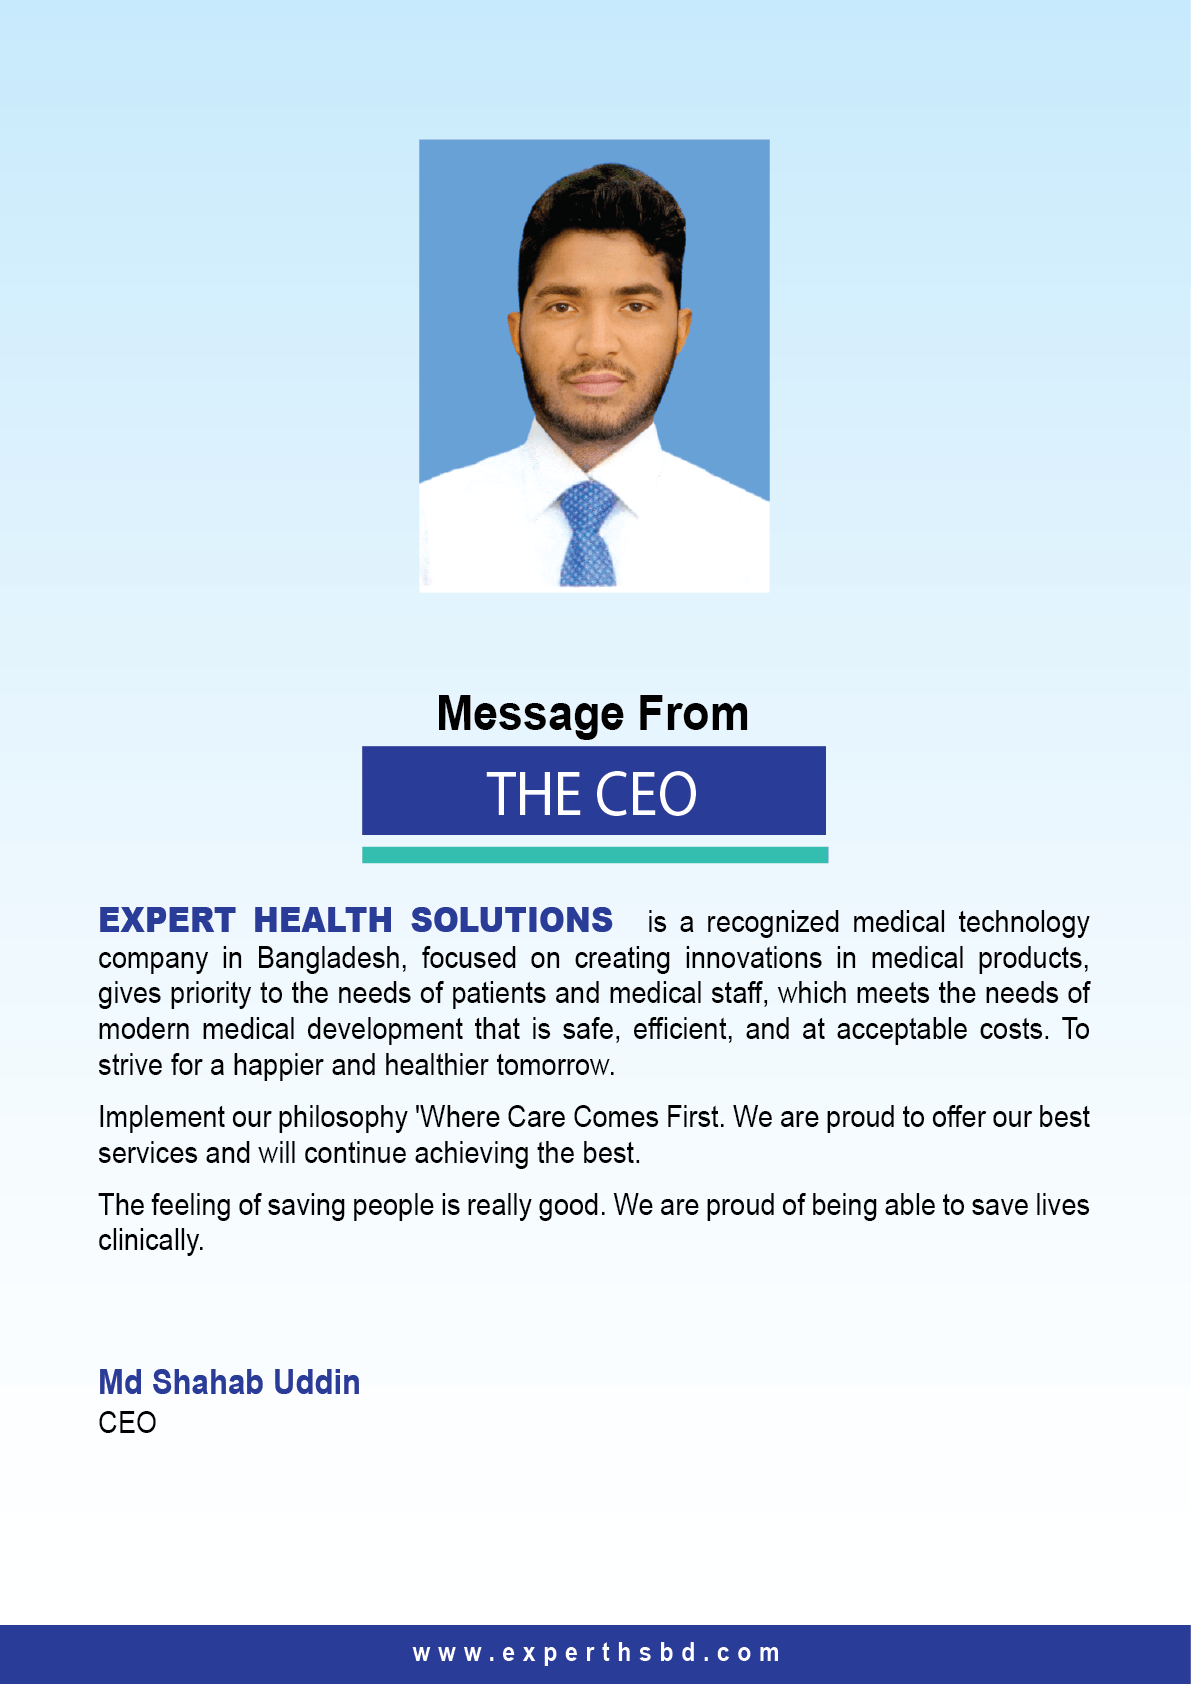 Message From
THE CEO
EXPERT HEALTH SOLUTIONS is a recognized medical technology
company in Bangladesh, focused on creating innovations in medical products,
gives priority to the needs of patients and medical staff, which meets the needs of
modern medical development that is safe, efficient, and at acceptable costs. To
strive for a happier and healthier tomorrow.
Implement our philosophy 'Where Care Comes First. We are proud to offer our best
services and will continue achieving the best.
The feeling of saving people is really good. We are proud of being able to save lives
clinically.
Md Shahab Uddin
CEO
www.experthsbd.com